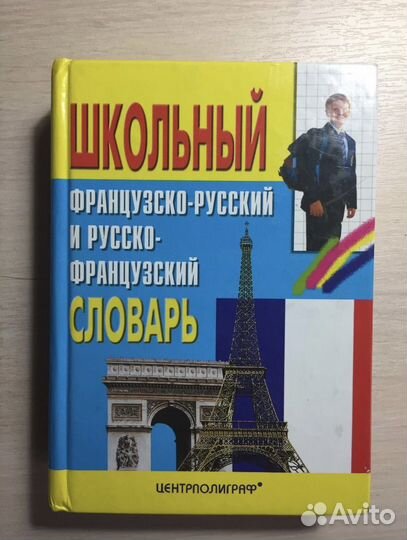 ШКОЛЬНЫЙ
ФРАНЦУЗСКО-РУССКИЙ
И РУССКО-
ФРАНЦУЗСКИЙ
СЛОВАРЬ
ЦЕНТРПОЛИГРАФ®
Avito